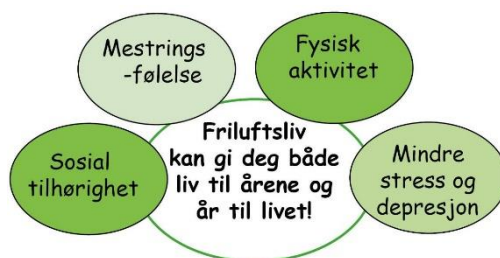 Mestrings
-følelse
Fysisk
aktivitet
Sosial
tilhørighet
Friluftsliv
kan gi deg både
liv til årene og
år til livet!
Mindre
stress og
depresjon